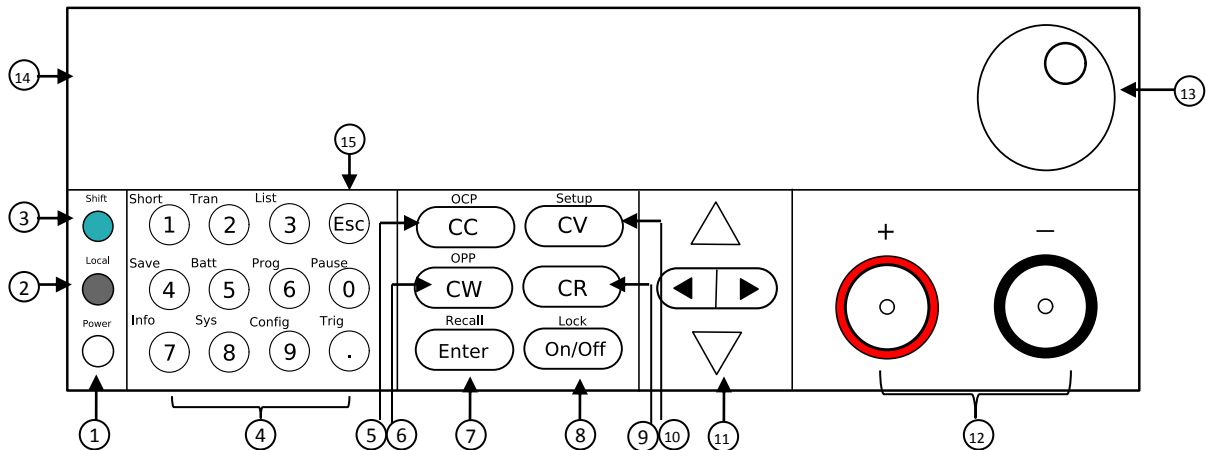 14
13
15
Shift
Short Tran List
OCP
Setup
3
1 2 3 Esc
CC
CV
+ −
Local
Save Batt Prog Pause
OPP
2
4 5 6 0
CW
CR
Power
Info Sys Config Trig
Recall
Lock
7 8 9 .
Enter
On/Off
1 4 5 6 7 8 9 10 11 12